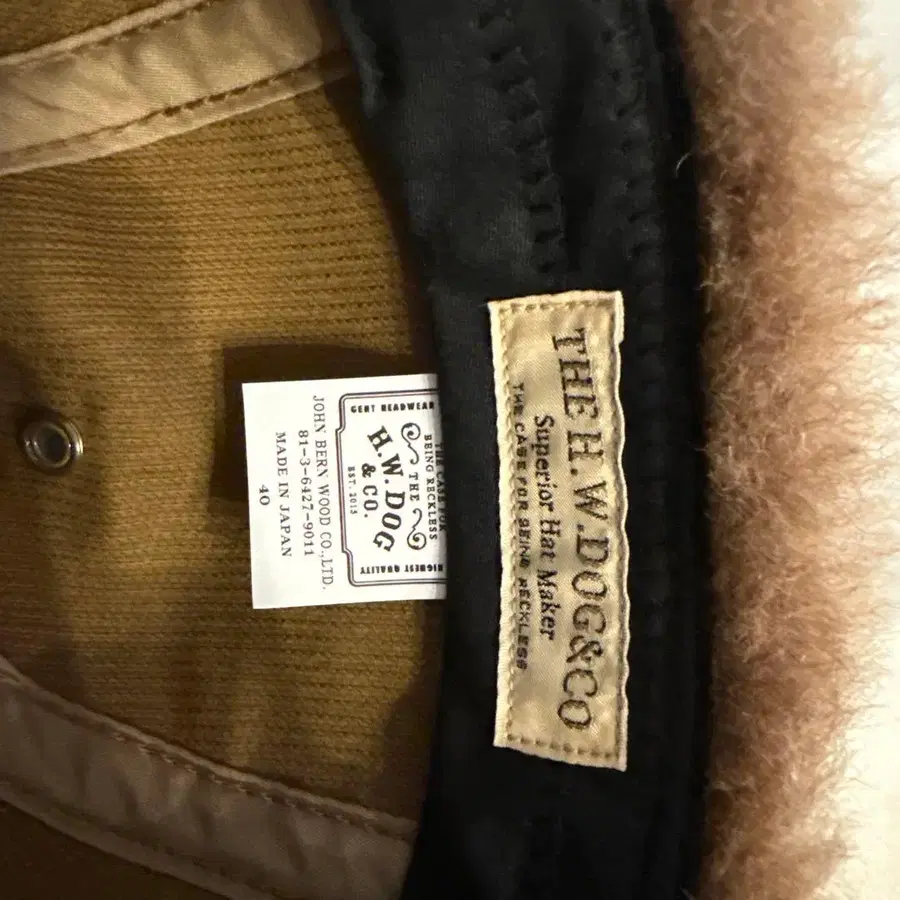 THE H.W.DOG&CO
Superior Hat Maker
THE CASE FOR BEING RECKLESS
GENT HEADWEAR
THE CASE FOR
BEING RECKLESS
THE
H.W.DOG
& CO.
EST. 2015
HIGHEST QUALITY
JOHN BERN WOOD CO.,LTD.
81-3-6427-9011
MADE IN JAPAN
40